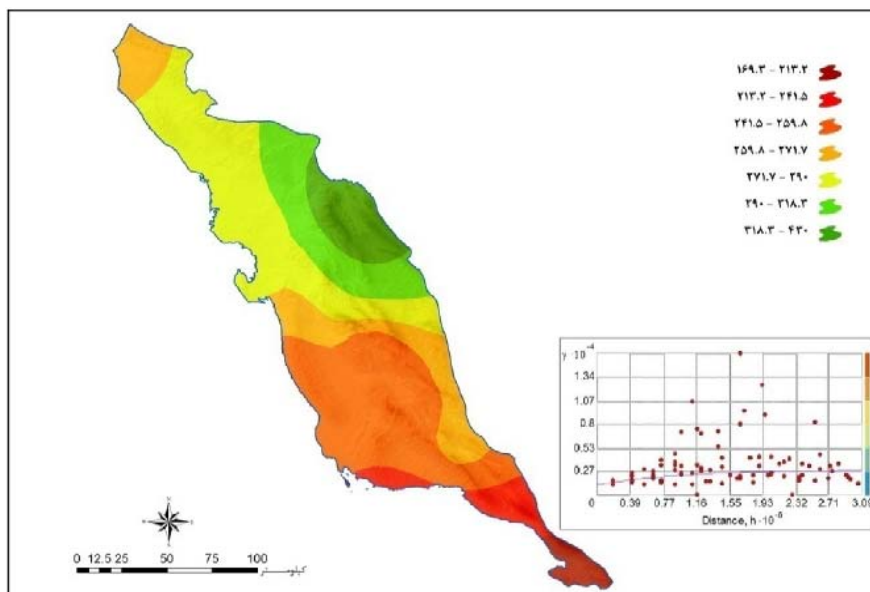 ۱۶۹.۳ – ۲۱۳.۲
۲۱۳.۲ – ۲۴۱.۵
۲۴۱.۵ – ۲۵۹.۸
۲۵۹.۸ – ۲۷۱.۷
۲۷۱.۷ – ۲۹۰
۲۹۰ – ۳۱۸.۳
۳۱۸.۳ – ۴۳۰
γ · 10⁻⁴
1.34
1.07
0.8
0.53
0.27
0 0.39 0.77 1.16 1.55 1.93 2.32 2.71 3.09
Distance, h · 10⁻⁵
0 12.5 25 50 75 100